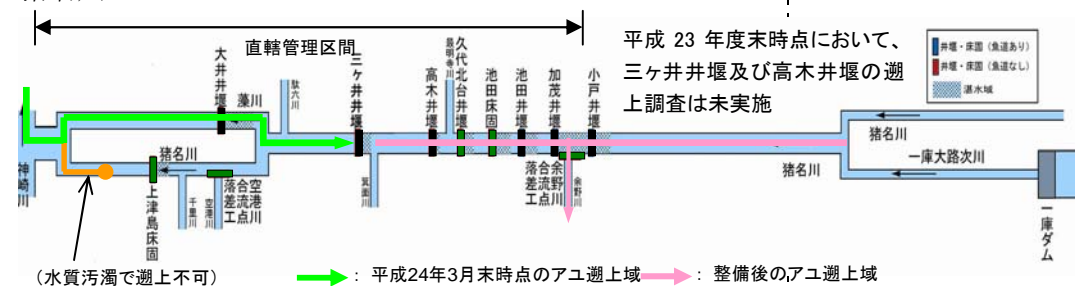 直轄管理区間
平成 23 年度末時点において、
三ヶ井井堰及び高木井堰の遡
上調査は未実施
井堰・床固（魚道あり）
井堰・床固（魚道なし）
湛水域
大井井堰
藻川
駄六川
三ヶ井井堰
高木井堰
最明寺川
久代北台井堰
池田床固
池田井堰
加茂井堰
小戸井堰
神崎川
猪名川
上津島床固
千里川
空港川
空港川
合流点
落差工
箕面川
余野川
合流点
落差工
余野川
猪名川
猪名川
一庫大路次川
一庫ダム
（水質汚濁で遡上不可）
： 平成24年3月末時点のアユ遡上域
： 整備後のアユ遡上域